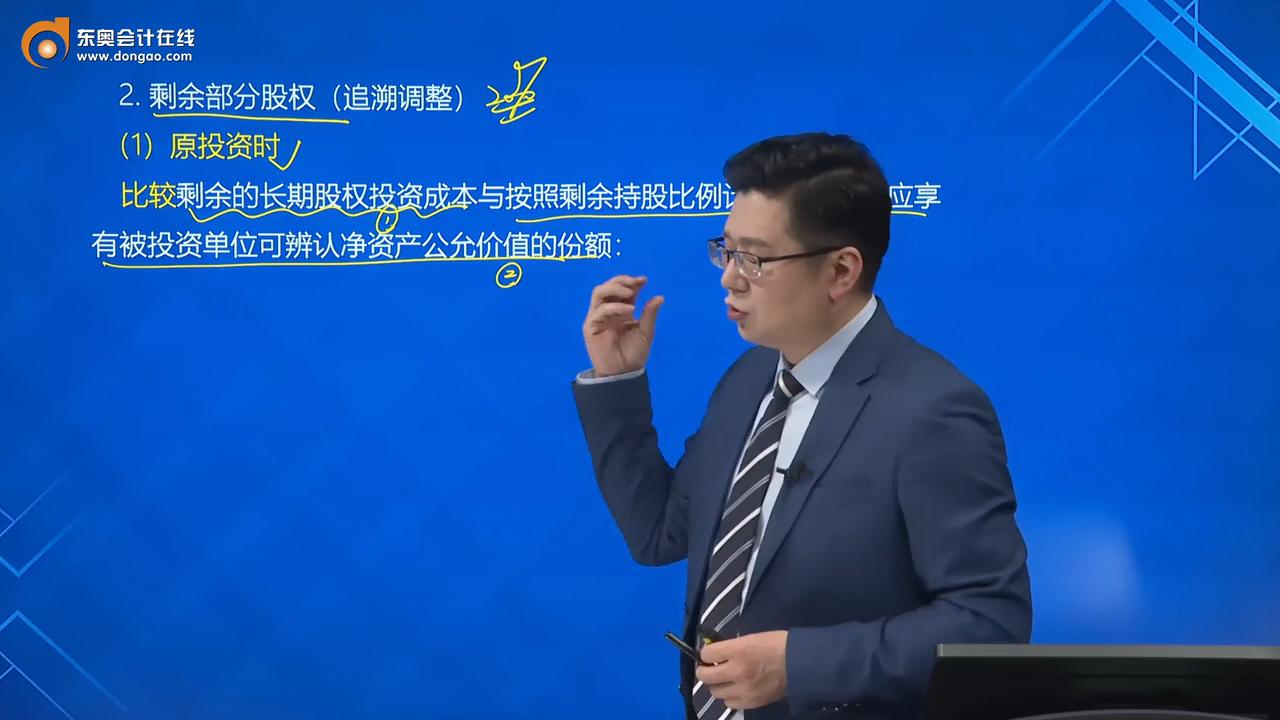 东奥会计在线
www.dongao.com
2. 剩余部分股权（追溯调整）
（1）原投资时
比较剩余的长期股权投资成本与按照剩余持股比例 应享
①
有被投资单位可辨认净资产公允价值的份额：
②